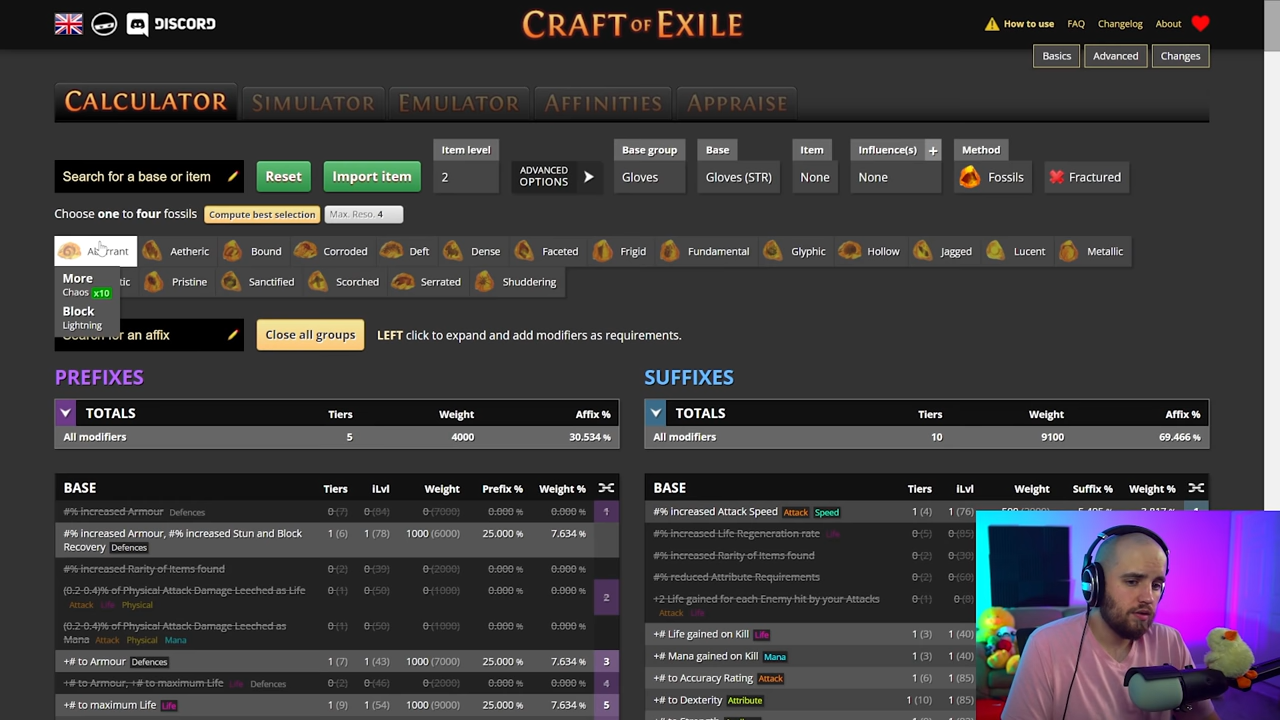 DISCORD
CRAFT OF EXILE
How to use
FAQ
Changelog
About
Basics
Advanced
Changes
CALCULATOR
SIMULATOR
EMULATOR
AFFINITIES
APPRAISE
Search for a base or item
Reset
Import item
Item level
2
ADVANCED
OPTIONS
Base group
Gloves
Base
Gloves (STR)
Item
None
Influence(s) +
None
Method
Fossils
Fractured
Choose one to four fossils
Compute best selection
Max. Reso. 4
Aetheric
Bound
Corroded
Deft
Dense
Faceted
Frigid
Fundamental
Glyphic
Hollow
Jagged
Lucent
Metallic
Pristine
Sanctified
Scorched
Serrated
Shuddering
More
Chaos x10
Block
Lightning
an affix
Close all groups
LEFT click to expand and add modifiers as requirements.
PREFIXES
TOTALS Tiers Weight Affix %
All modifiers 5 4000 30.534 %
BASE Tiers iLvl Weight Prefix % Weight %
#% increased Armour Defences 0 (7) 0 (84) 0 (7000) 0.000 % 0.000 % 1
#% increased Armour, #% increased Stun and Block
Recovery Defences 1 (6) 1 (78) 1000 (6000) 25.000 % 7.634 %
#% increased Rarity of Items found 0 (2) 0 (39) 0 (2000) 0.000 % 0.000 %
(0.2-0.4)% of Physical Attack Damage Leeched as Life 0 (1) 0 (50) 0 (1000) 0.000 % 0.000 % 2
Attack Life Physical
(0.2-0.4)% of Physical Attack Damage Leeched as
Mana Attack Physical Mana 0 (1) 0 (50) 0 (1000) 0.000 % 0.000 %
+# to Armour Defences 1 (7) 1 (43) 1000 (7000) 25.000 % 7.634 % 3
+# to Armour, +# to maximum Life Life Defences 0 (2) 0 (46) 0 (2000) 0.000 % 0.000 % 4
+# to maximum Life Life 1 (9) 1 (54) 1000 (9000) 25.000 % 7.634 % 5
SUFFIXES
TOTALS Tiers Weight Affix %
All modifiers 10 9100 69.466 %
BASE Tiers iLvl Weight Suffix % Weight %
#% increased Attack Speed Attack Speed 1 (4) 1 (76)
#% increased Life Regeneration rate Life 0 (5)
#% increased Rarity of Items found 0 (2) 0 (30)
#% reduced Attribute Requirements 0 (2) 0 (60)
+2 Life gained for each Enemy hit by your Attacks 0 (1)
Attack Life
+# Life gained on Kill Life 1 (3) 1 (40)
+# Mana gained on Kill Mana 1 (3) 1 (40)
+# to Accuracy Rating Attack 1 (6) 1 (85)
+# to Dexterity Attribute 1 (10) 1 (85)